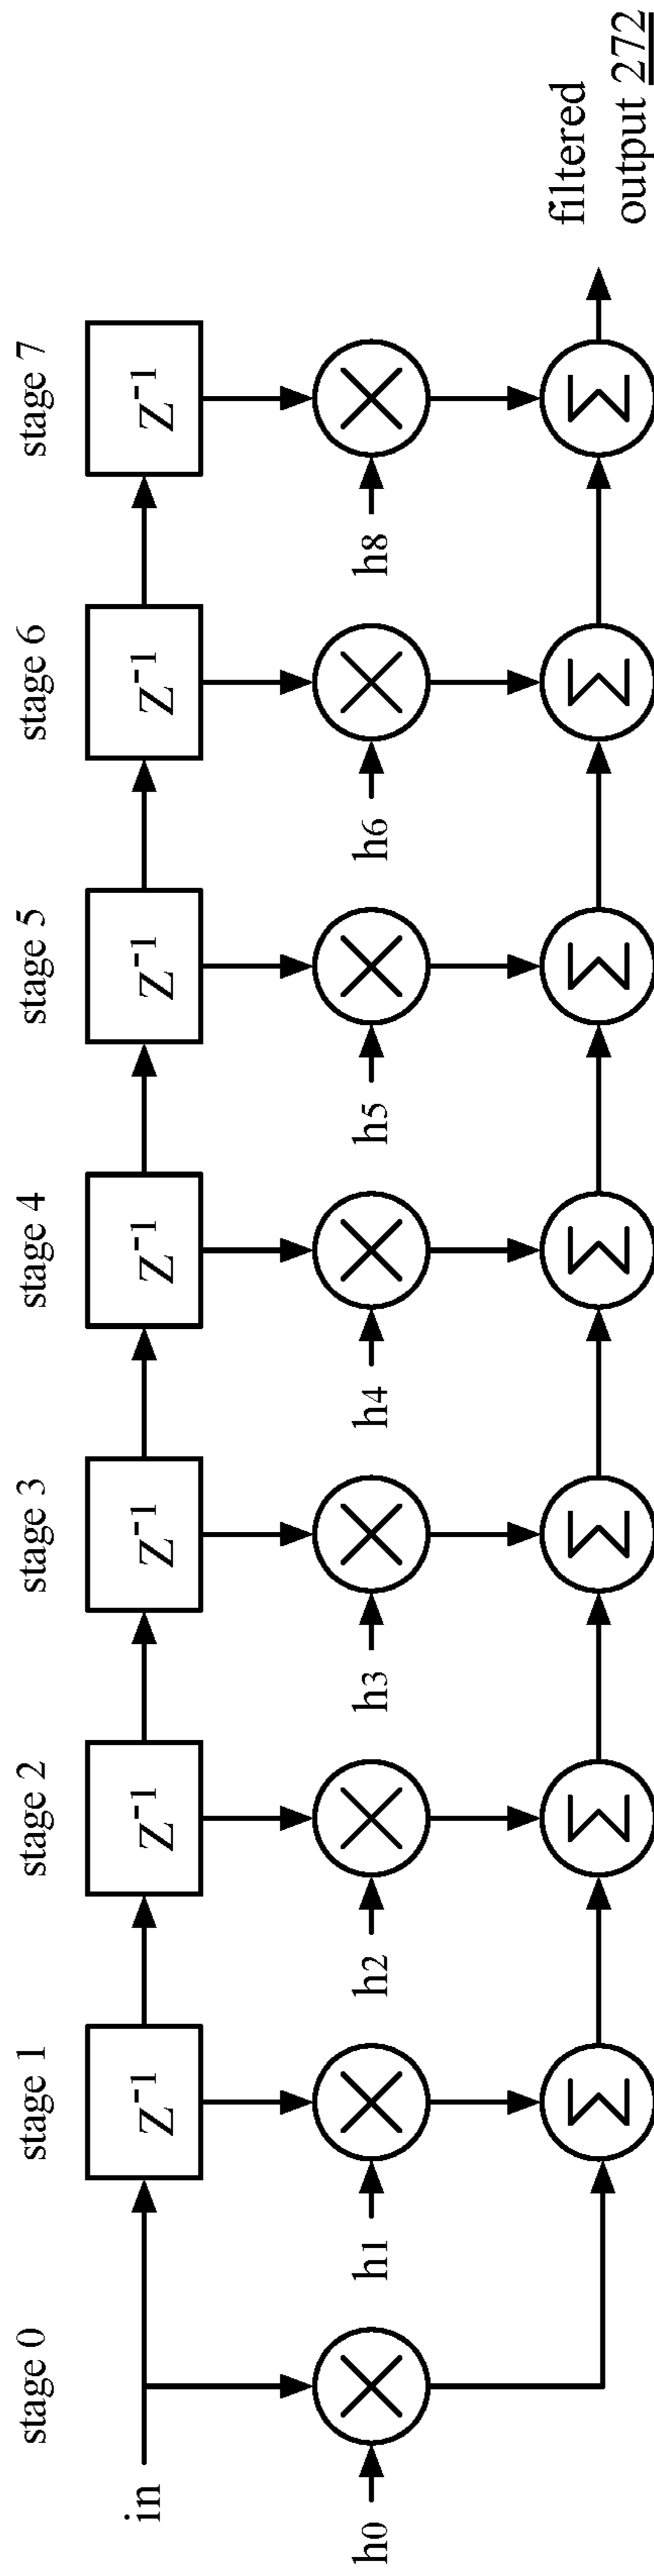 stage 0
stage 1
stage 2
stage 3
stage 4
stage 5
stage 6
stage 7
in
Z⁻¹
Z⁻¹
Z⁻¹
Z⁻¹
Z⁻¹
Z⁻¹
Z⁻¹
h0
h1
h2
h3
h4
h5
h6
h8
Σ
Σ
Σ
Σ
Σ
Σ
Σ
filtered
output 272